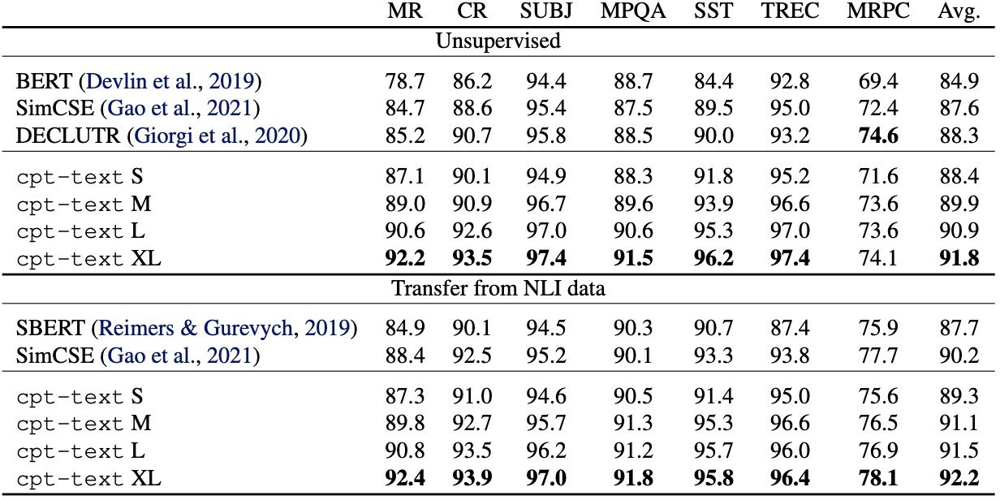 MR CR SUBJ MPQA SST TREC MRPC Avg.
Unsupervised
BERT (Devlin et al., 2019) 78.7 86.2 94.4 88.7 84.4 92.8 69.4 84.9
SimCSE (Gao et al., 2021) 84.7 88.6 95.4 87.5 89.5 95.0 72.4 87.6
DECLUTR (Giorgi et al., 2020) 85.2 90.7 95.8 88.5 90.0 93.2 74.6 88.3
cpt-text S 87.1 90.1 94.9 88.3 91.8 95.2 71.6 88.4
cpt-text M 89.0 90.9 96.7 89.6 93.9 96.6 73.6 89.9
cpt-text L 90.6 92.6 97.0 90.6 95.3 97.0 73.6 90.9
cpt-text XL 92.2 93.5 97.4 91.5 96.2 97.4 74.1 91.8
Transfer from NLI data
SBERT (Reimers & Gurevych, 2019) 84.9 90.1 94.5 90.3 90.7 87.4 75.9 87.7
SimCSE (Gao et al., 2021) 88.4 92.5 95.2 90.1 93.3 93.8 77.7 90.2
cpt-text S 87.3 91.0 94.6 90.5 91.4 95.0 75.6 89.3
cpt-text M 89.8 92.7 95.7 91.3 95.3 96.6 76.5 91.1
cpt-text L 90.8 93.5 96.2 91.2 95.7 96.0 76.9 91.5
cpt-text XL 92.4 93.9 97.0 91.8 95.8 96.4 78.1 92.2